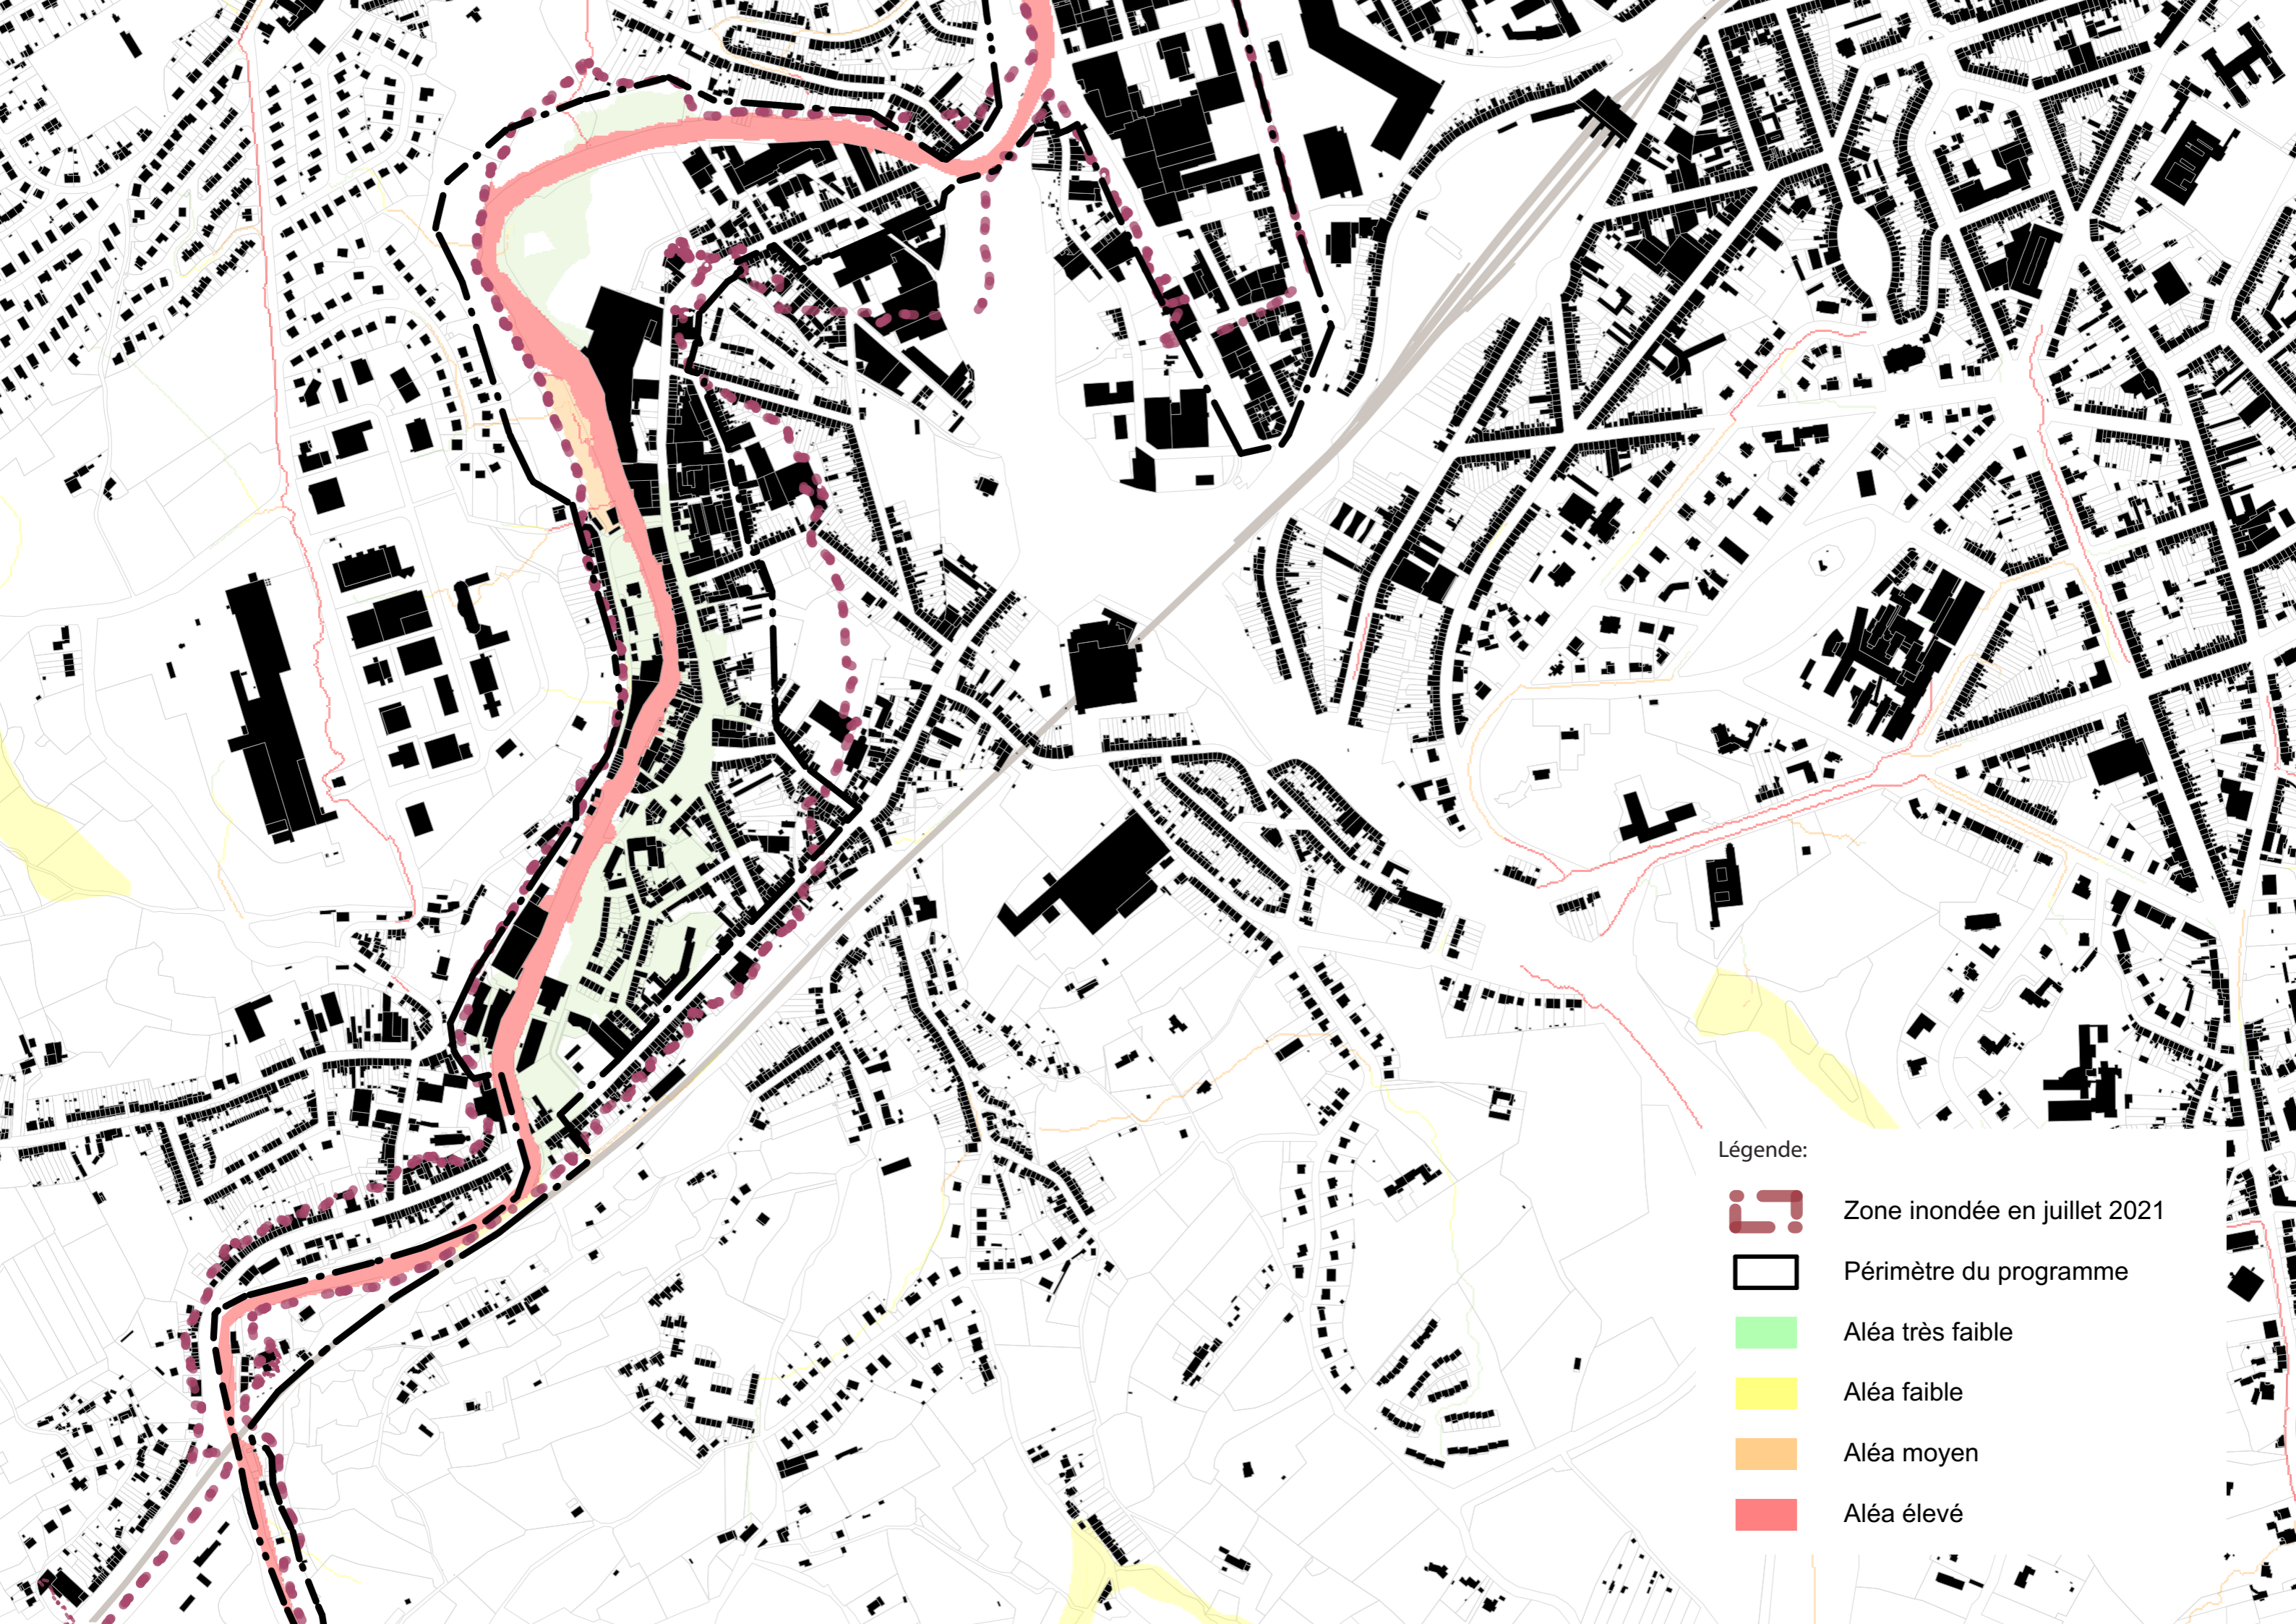 Légende:
Zone inondée en juillet 2021
Périmètre du programme
Aléa très faible
Aléa faible
Aléa moyen
Aléa élevé